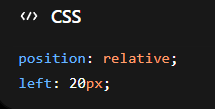 CSS
position: relative;
left: 20px;